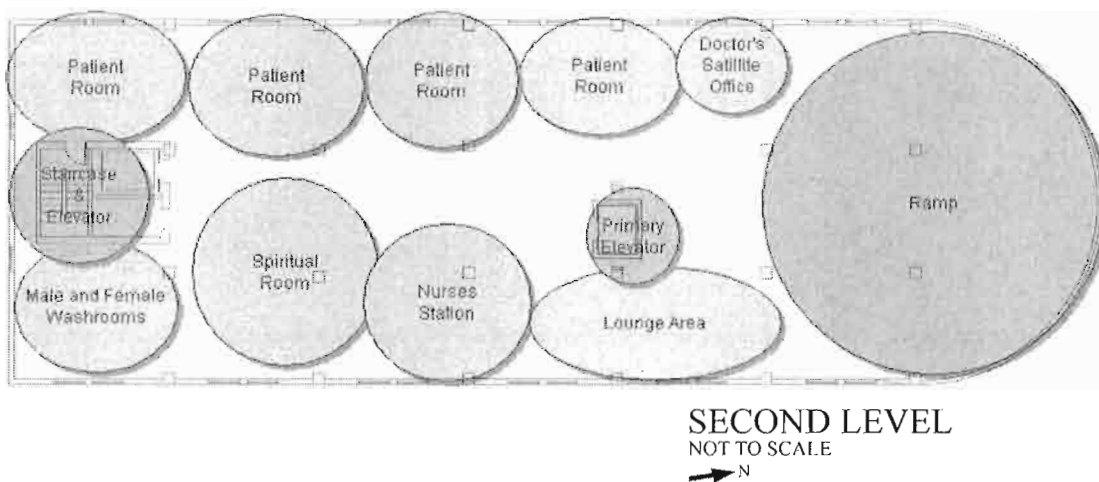 Patient
Room
Patient
Room
Patient
Room
Patient
Room
Doctor's
Satillite
Office
Staircase
&
Elevator
Primary
Elevator
Ramp
Spiritual
Room
Nurses
Station
Male and Female
Washrooms
Lounge Area
SECOND LEVEL
NOT TO SCALE
N